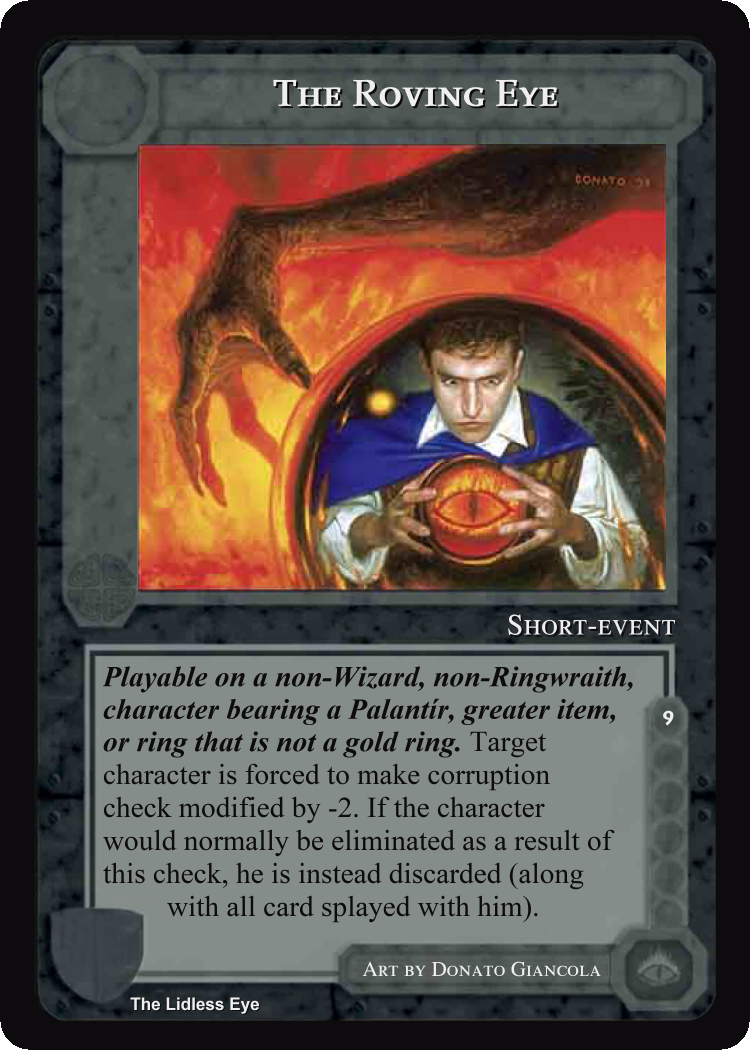 The Roving Eye
DONATO
Short-event
Playable on a non-Wizard, non-Ringwraith,
character bearing a Palantír, greater item,
or ring that is not a gold ring. Target
character is forced to make corruption
check modified by -2. If the character
would normally be eliminated as a result of
this check, he is instead discarded (along
with all card splayed with him).
9
Art by Donato Giancola
The Lidless Eye